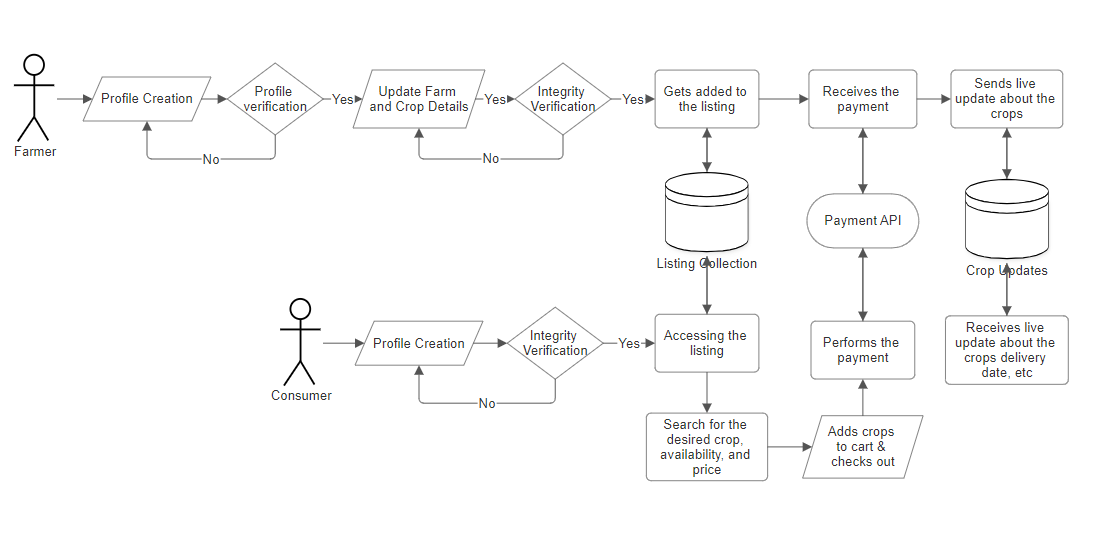 Farmer
Profile Creation
Profile
verification
Yes
No
Update Farm
and Crop Details
Yes
Integrity
Verification
No
Yes
Gets added to
the listing
Receives the
payment
Sends live
update about the
crops
Listing Collection
Payment API
Crop Updates
Consumer
Profile Creation
Integrity
Verification
No
Yes
Accessing the
listing
Search for the
desired crop,
availability, and
price
Adds crops
to cart &
checks out
Performs the
payment
Receives live
update about the
crops delivery
date, etc